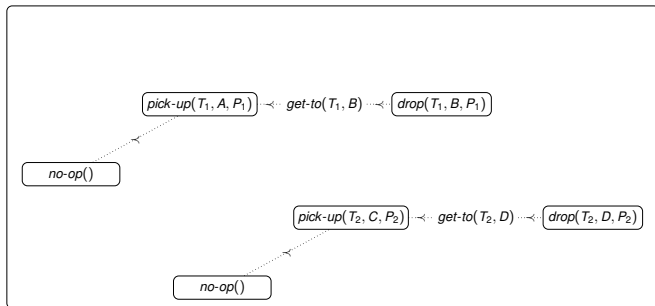 pick-up(T₁, A, P₁) ≺ get-to(T₁, B) ≺ drop(T₁, B, P₁)
≺
no-op()
pick-up(T₂, C, P₂) ≺ get-to(T₂, D) ≺ drop(T₂, D, P₂)
≺
no-op()